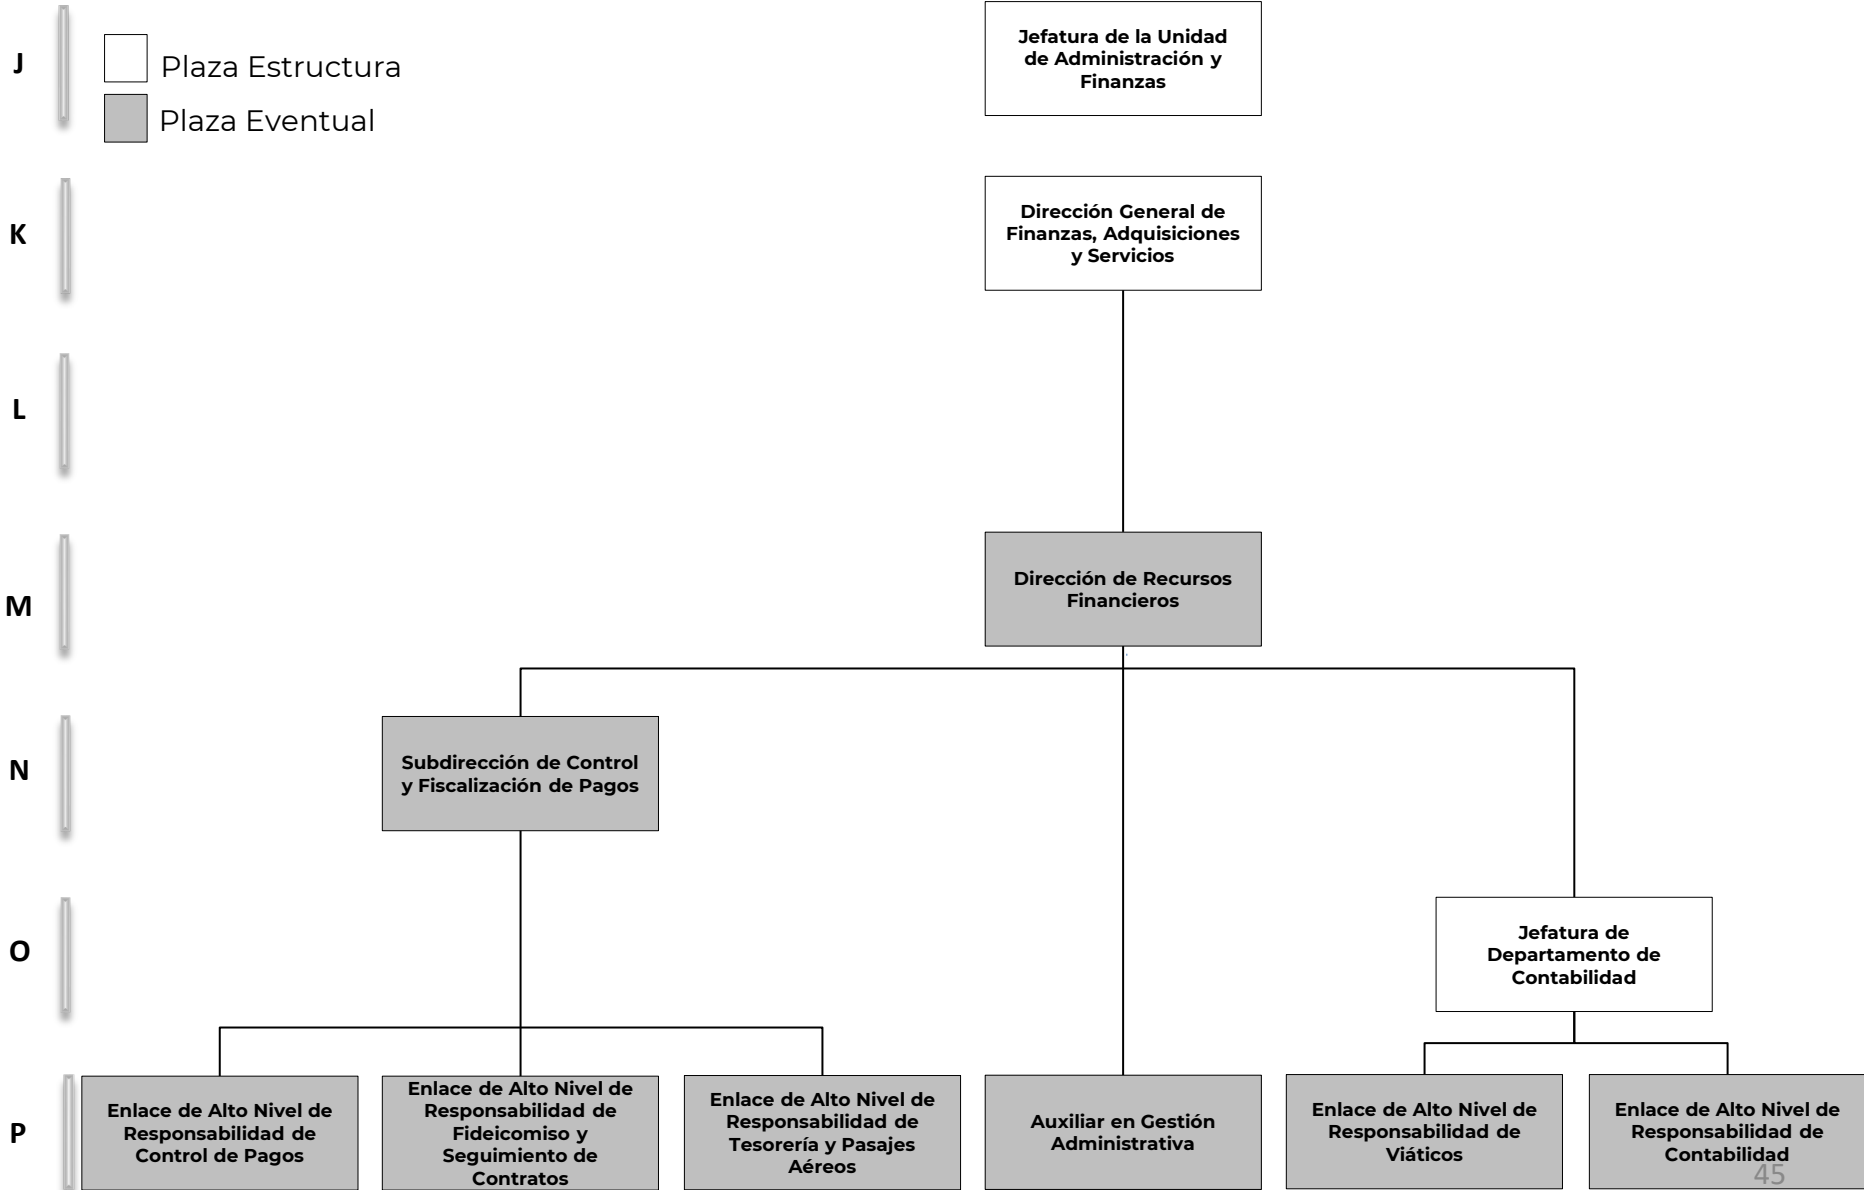 J
Plaza Estructura
Plaza Eventual
Jefatura de la Unidad
de Administración y
Finanzas
K
Dirección General de
Finanzas, Adquisiciones
y Servicios
L
M
Dirección de Recursos
Financieros
N
Subdirección de Control
y Fiscalización de Pagos
O
Jefatura de
Departamento de
Contabilidad
P
Enlace de Alto Nivel de
Responsabilidad de
Control de Pagos
Enlace de Alto Nivel de
Responsabilidad de
Fideicomiso y
Seguimiento de
Contratos
Enlace de Alto Nivel de
Responsabilidad de
Tesorería y Pasajes
Aéreos
Auxiliar en Gestión
Administrativa
Enlace de Alto Nivel de
Responsabilidad de
Viáticos
Enlace de Alto Nivel de
Responsabilidad de
Contabilidad
45